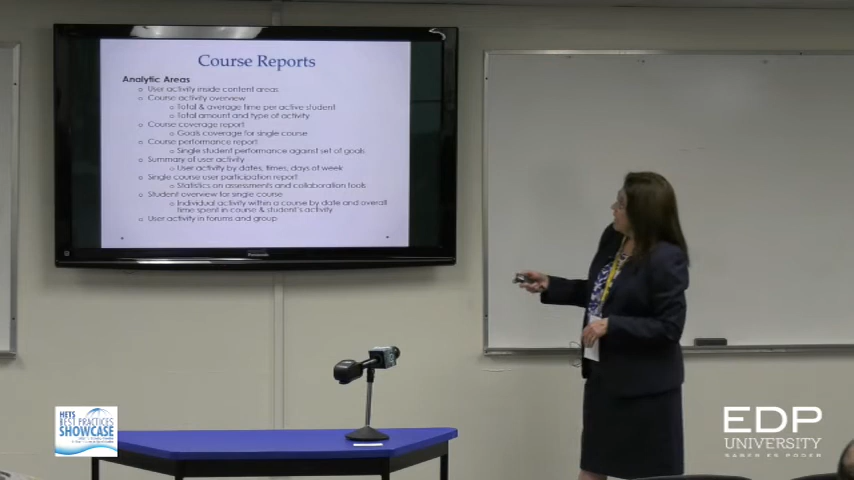 Course Reports
Analytic Areas
User activity inside content areas
Course activity overview
Total & average time per active student
Total amount and type of activity
Course coverage report
Goals coverage for single course
Course performance report
Single student performance against set of goals
Summary of user activity
User activity by dates, times, days of week
Single course user participation report
Statistics on assessments and collaboration tools
Student overview for single course
Individual activity within a course by date and overall
time spent in course & student's activity
User activity in forums and group
Panasonic
HETS
BEST PRACTICES
SHOWCASE
EDP
UNIVERSITY
SABER ES PODER